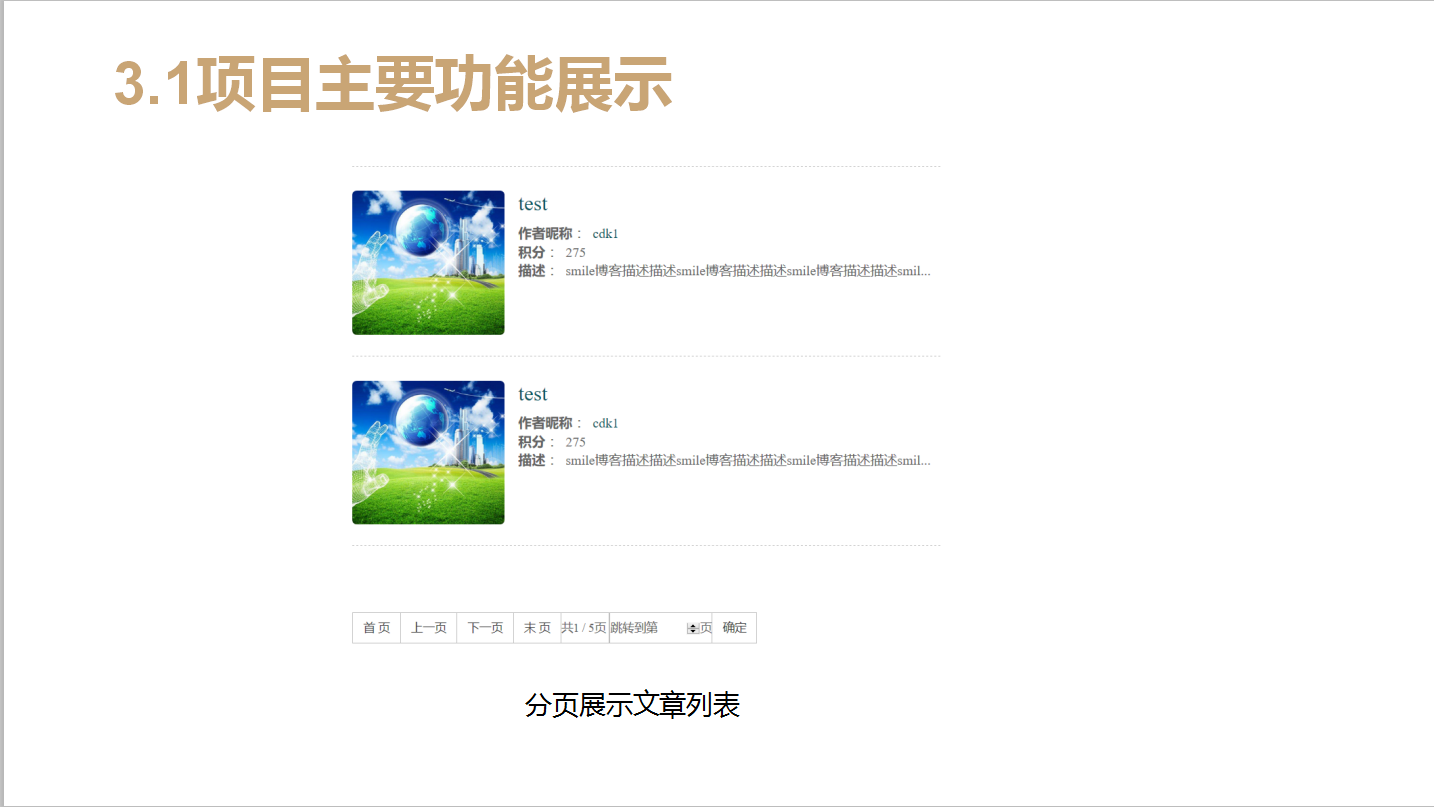 3.1项目主要功能展示
test
作者昵称： cdk1
积分： 275
描述： smile博客描述描述smile博客描述描述smile博客描述描述smil...
test
作者昵称： cdk1
积分： 275
描述： smile博客描述描述smile博客描述描述smile博客描述描述smil...
首 页 上一页 下一页 末 页 共1 / 5页 跳转到第 页 确定
分页展示文章列表